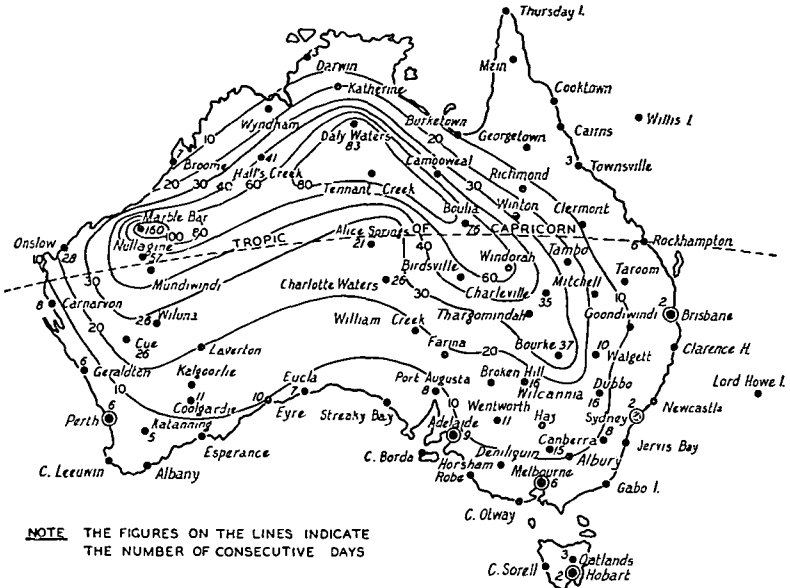 Thursday I.
3
Darwin
Mein
Katherine
Cooktown
Wyndham
10
Burketown
20
Cairns
Willis I.
Daly Waters
83
Georgetown
7
Broome
41
Hall's Creek
Camooweal
3
Townsville
20
30
40
60
80
30
Richmond
Tennant Creek
Marble Bar
160
100
80
Boulia
76
Winton
Clermont
Nullagine
57
TROPIC
Alice Springs
21
OF
CAPRICORN
40
6
Rockhampton
Onslow
28
10
Windorah
Tambo
30
Mundiwindi
Birdsville
60
Taroom
Charlotte Waters
26
Charleville
Mitchell
8
Carnarvon
30
35
10
2
Brisbane
20
26
Wiluna
William Creek
Thargomindah
Goondiwindi
Cue
26
Laverton
Farina
20
Bourke 37
10
Walgett
Clarence H.
6
Geraldton
Kalgoorlie
Eucla
7
Port Augusta
8
Broken Hill
16
Wilcannia
Dubbo
16
Lord Howe I.
10
11
Coolgardie
10
Eyre
Streaky Bay
10
Wentworth
11
Hay
Sydney
2
Newcastle
6
Perth
Katanning
5
Adelaide
9
Canberra
15
8
Jervis Bay
Esperance
C. Leeuwin
Albany
C. Borda
Horsham
Robe
Deniliquin
Melbourne
6
Albury
Gabo I.
C. Otway
NOTE THE FIGURES ON THE LINES INDICATE
THE NUMBER OF CONSECUTIVE DAYS
3
Oatlands
C. Sorell
2
Hobart